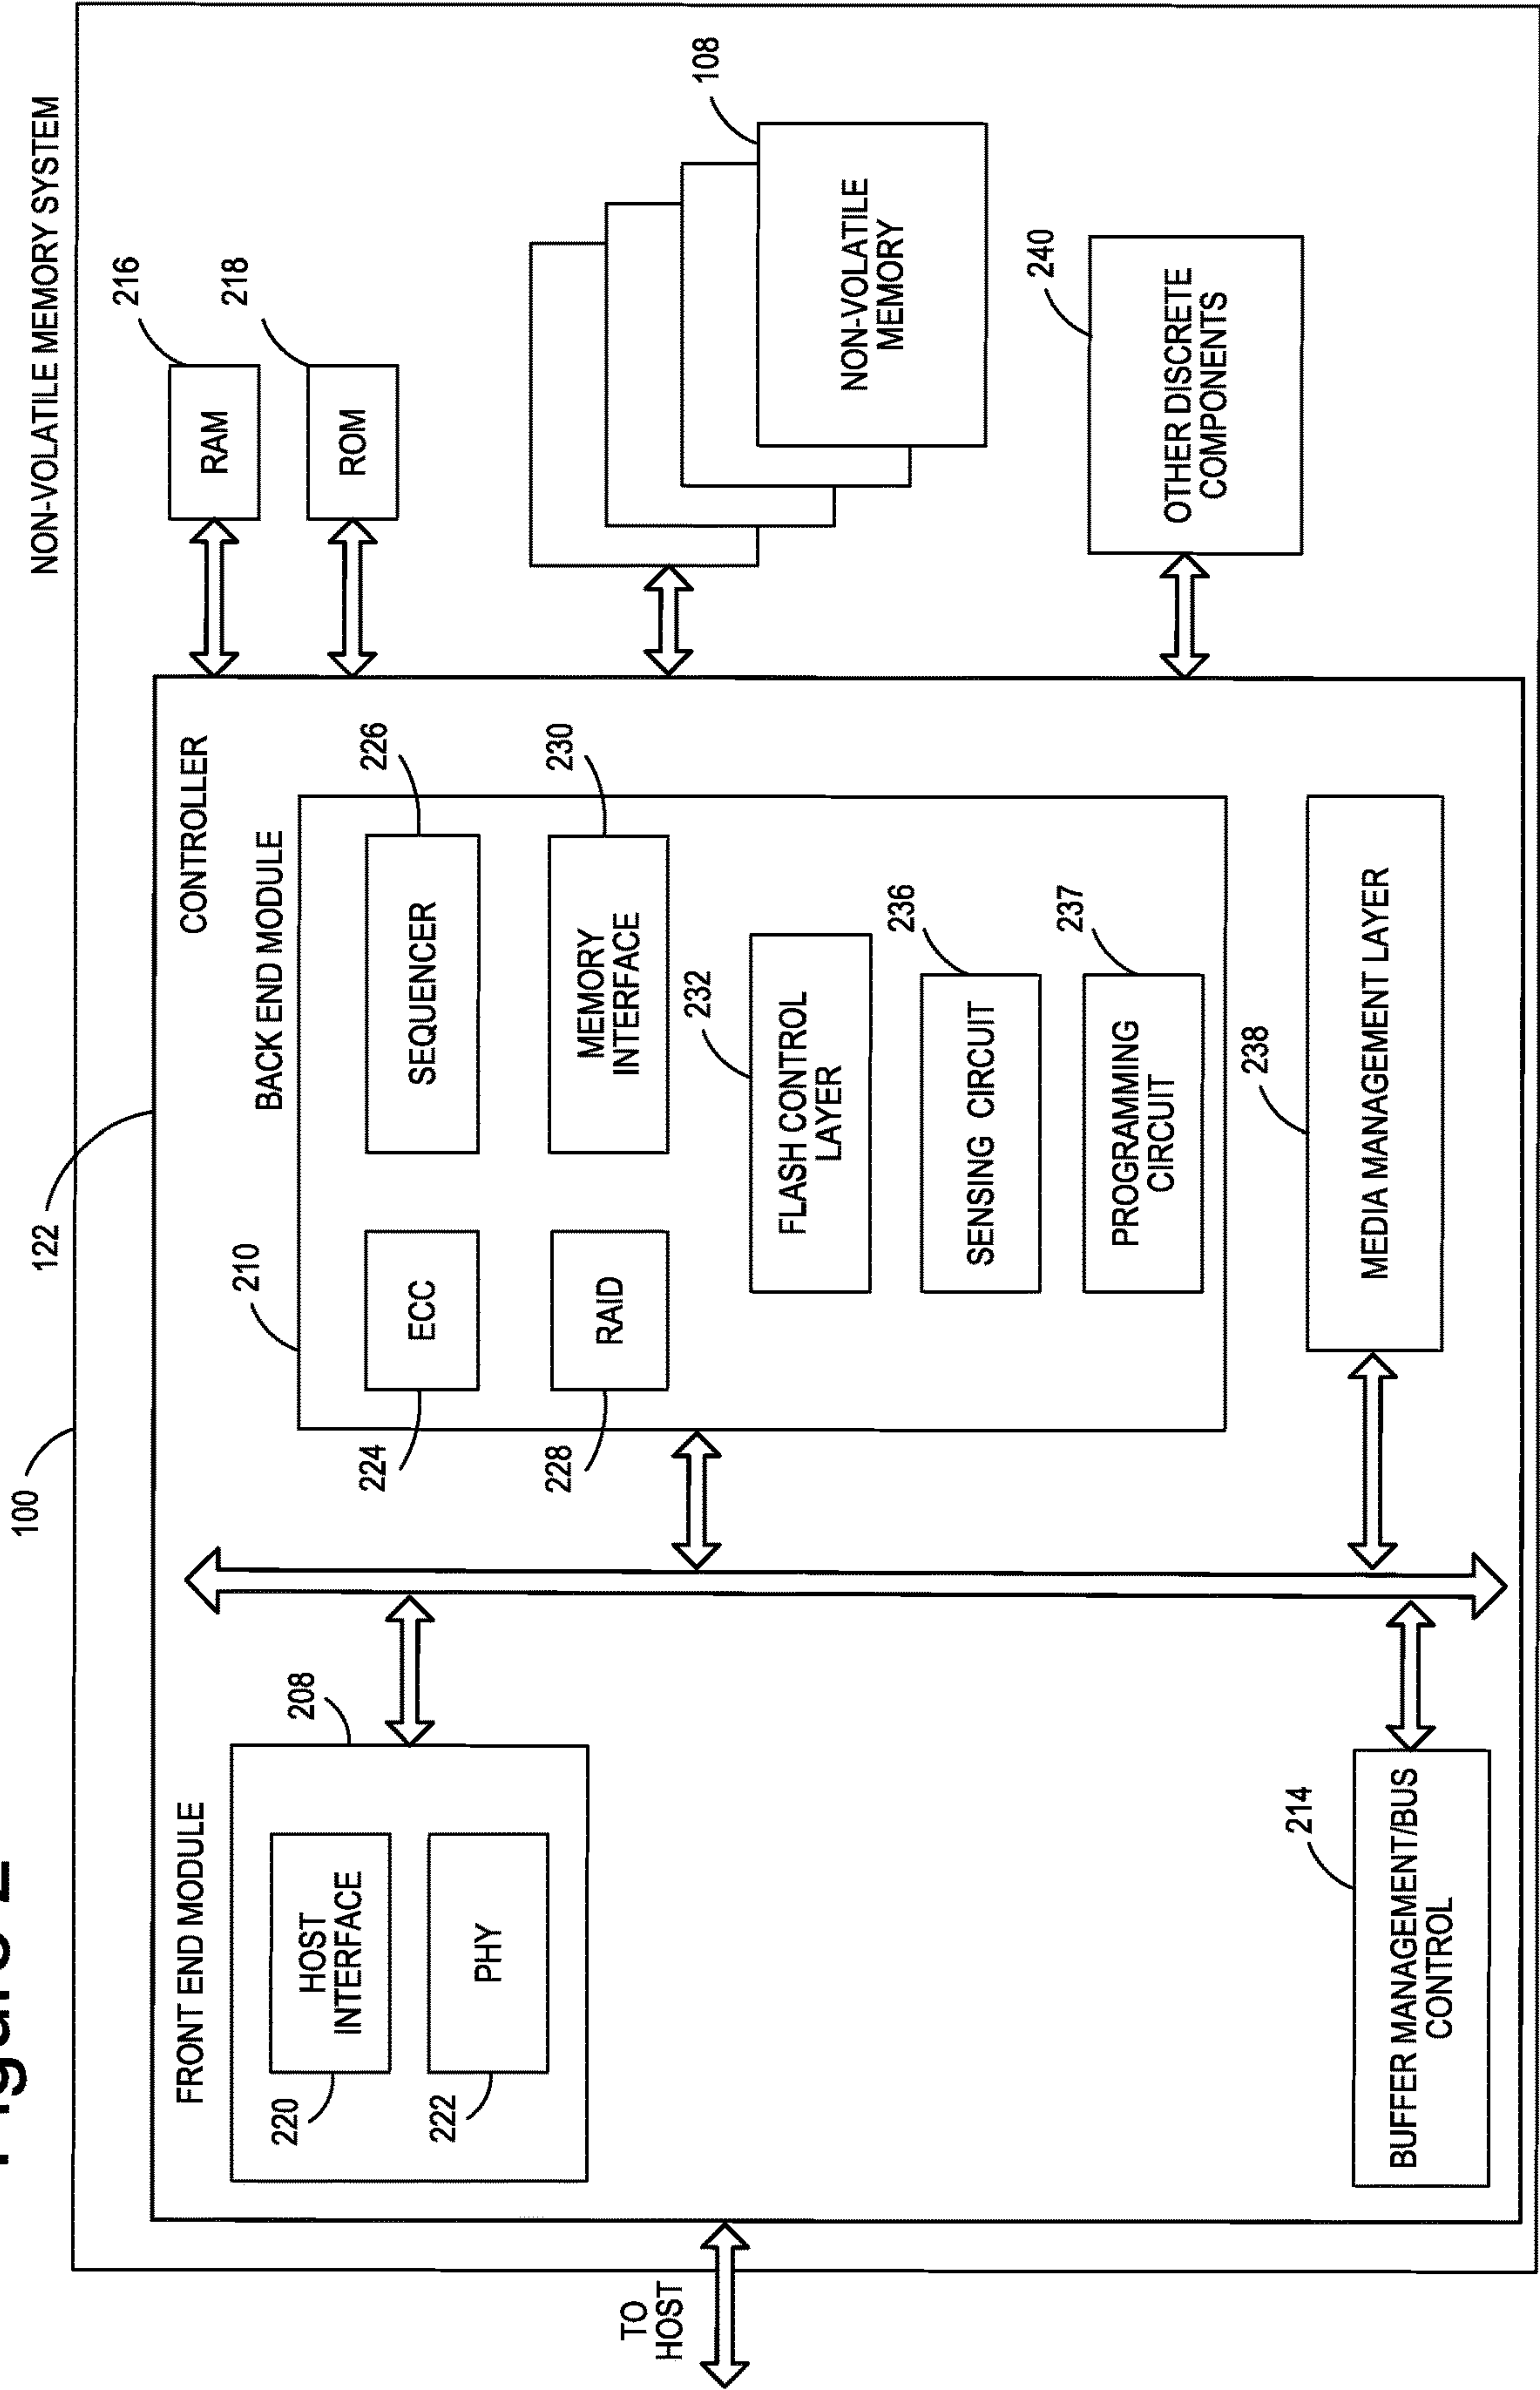 Figure 2
NON-VOLATILE MEMORY SYSTEM
100
122
CONTROLLER
FRONT END MODULE
208
HOST
INTERFACE
220
PHY
222
BACK END MODULE
210
ECC
224
SEQUENCER
226
RAID
228
MEMORY
INTERFACE
230
FLASH CONTROL
LAYER
232
SENSING CIRCUIT
236
PROGRAMMING
CIRCUIT
237
MEDIA MANAGEMENT LAYER
238
BUFFER MANAGEMENT/BUS
CONTROL
214
TO
HOST
RAM
216
ROM
218
NON-VOLATILE
MEMORY
108
OTHER DISCRETE
COMPONENTS
240